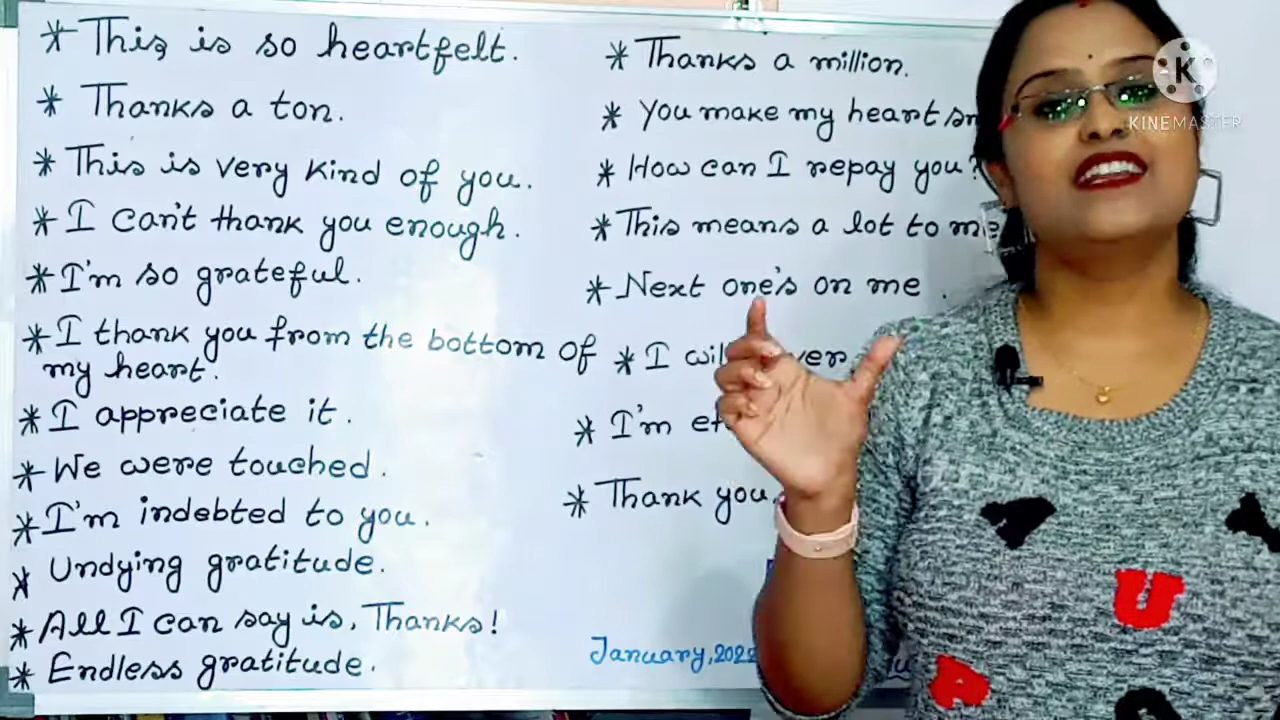 * This is so heartfelt.
* Thanks a ton.
* This is very kind of you.
* I can't thank you enough.
* I'm so grateful.
* I thank you from the bottom of
my heart.
* I appreciate it.
* We were touched.
* I'm indebted to you.
* Undying gratitude.
* All I can say is, Thanks!
* Endless gratitude.
* Thanks a million.
* You make my heart
* How can I repay you?
* This means a lot to me
* Next one's on me.
* I
* I'm
* Thank you
January, 2022
K
KINEMASTER
U
A